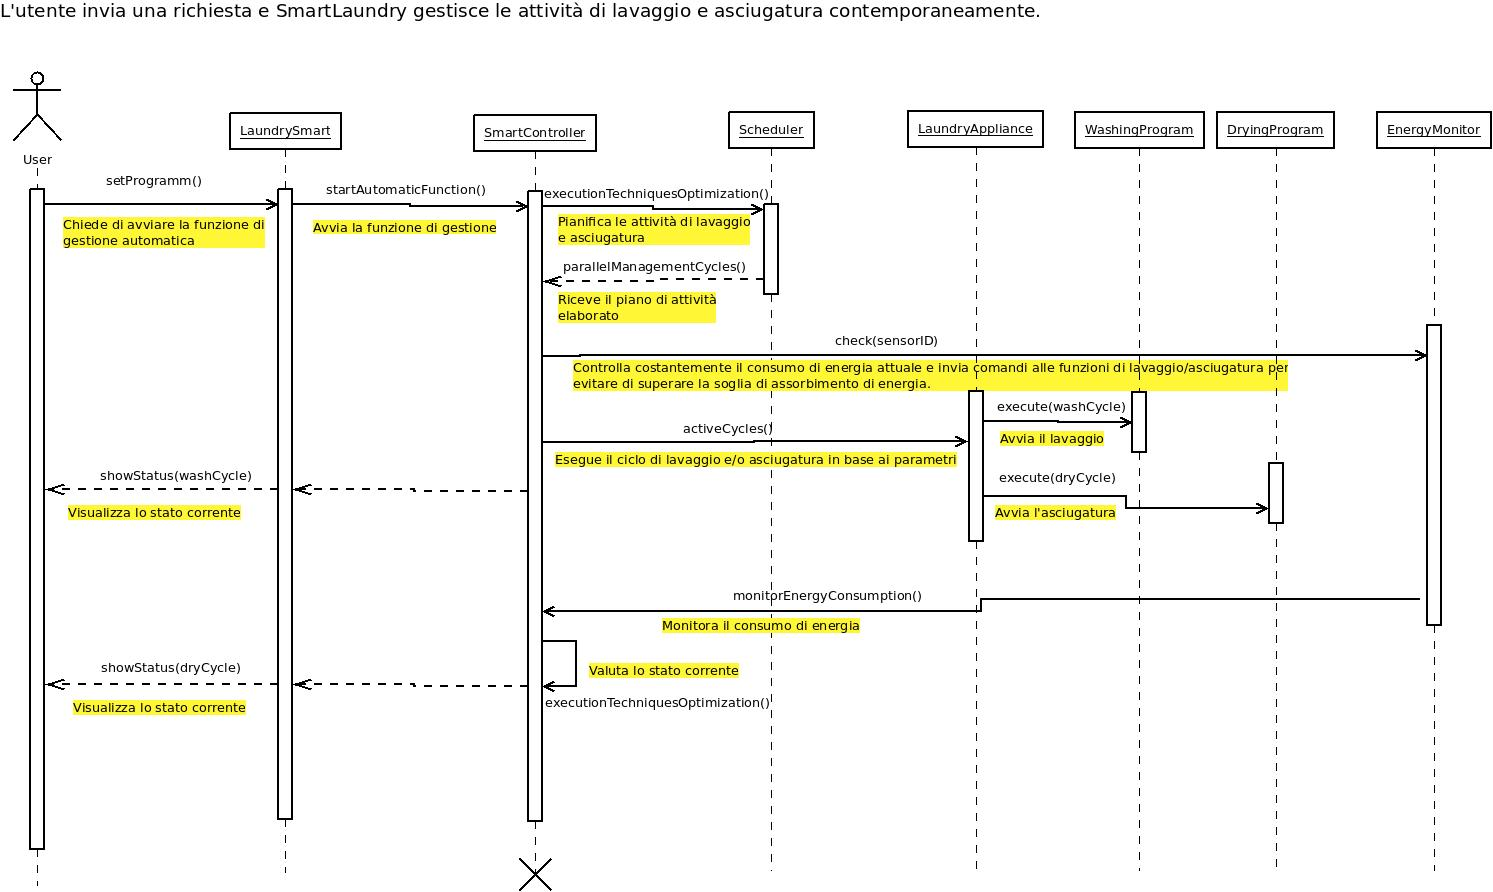 L'utente invia una richiesta e SmartLaundry gestisce le attività di lavaggio e asciugatura contemporaneamente.
User
LaundrySmart
SmartController
Scheduler
LaundryAppliance
WashingProgram
DryingProgram
EnergyMonitor
setProgramm()
Chiede di avviare la funzione di
gestione automatica
startAutomaticFunction()
Avvia la funzione di gestione
executionTechniquesOptimization()
Pianifica le attività di lavaggio
e asciugatura
parallelManagementCycles()
Riceve il piano di attività
elaborato
check(sensorID)
Controlla costantemente il consumo di energia attuale e invia comandi alle funzioni di lavaggio/asciugatura per
evitare di superare la soglia di assorbimento di energia.
execute(washCycle)
Avvia il lavaggio
activeCycles()
Esegue il ciclo di lavaggio e/o asciugatura in base ai parametri
showStatus(washCycle)
Visualizza lo stato corrente
execute(dryCycle)
Avvia l'asciugatura
monitorEnergyConsumption()
Monitora il consumo di energia
Valuta lo stato corrente
executionTechniquesOptimization()
showStatus(dryCycle)
Visualizza lo stato corrente